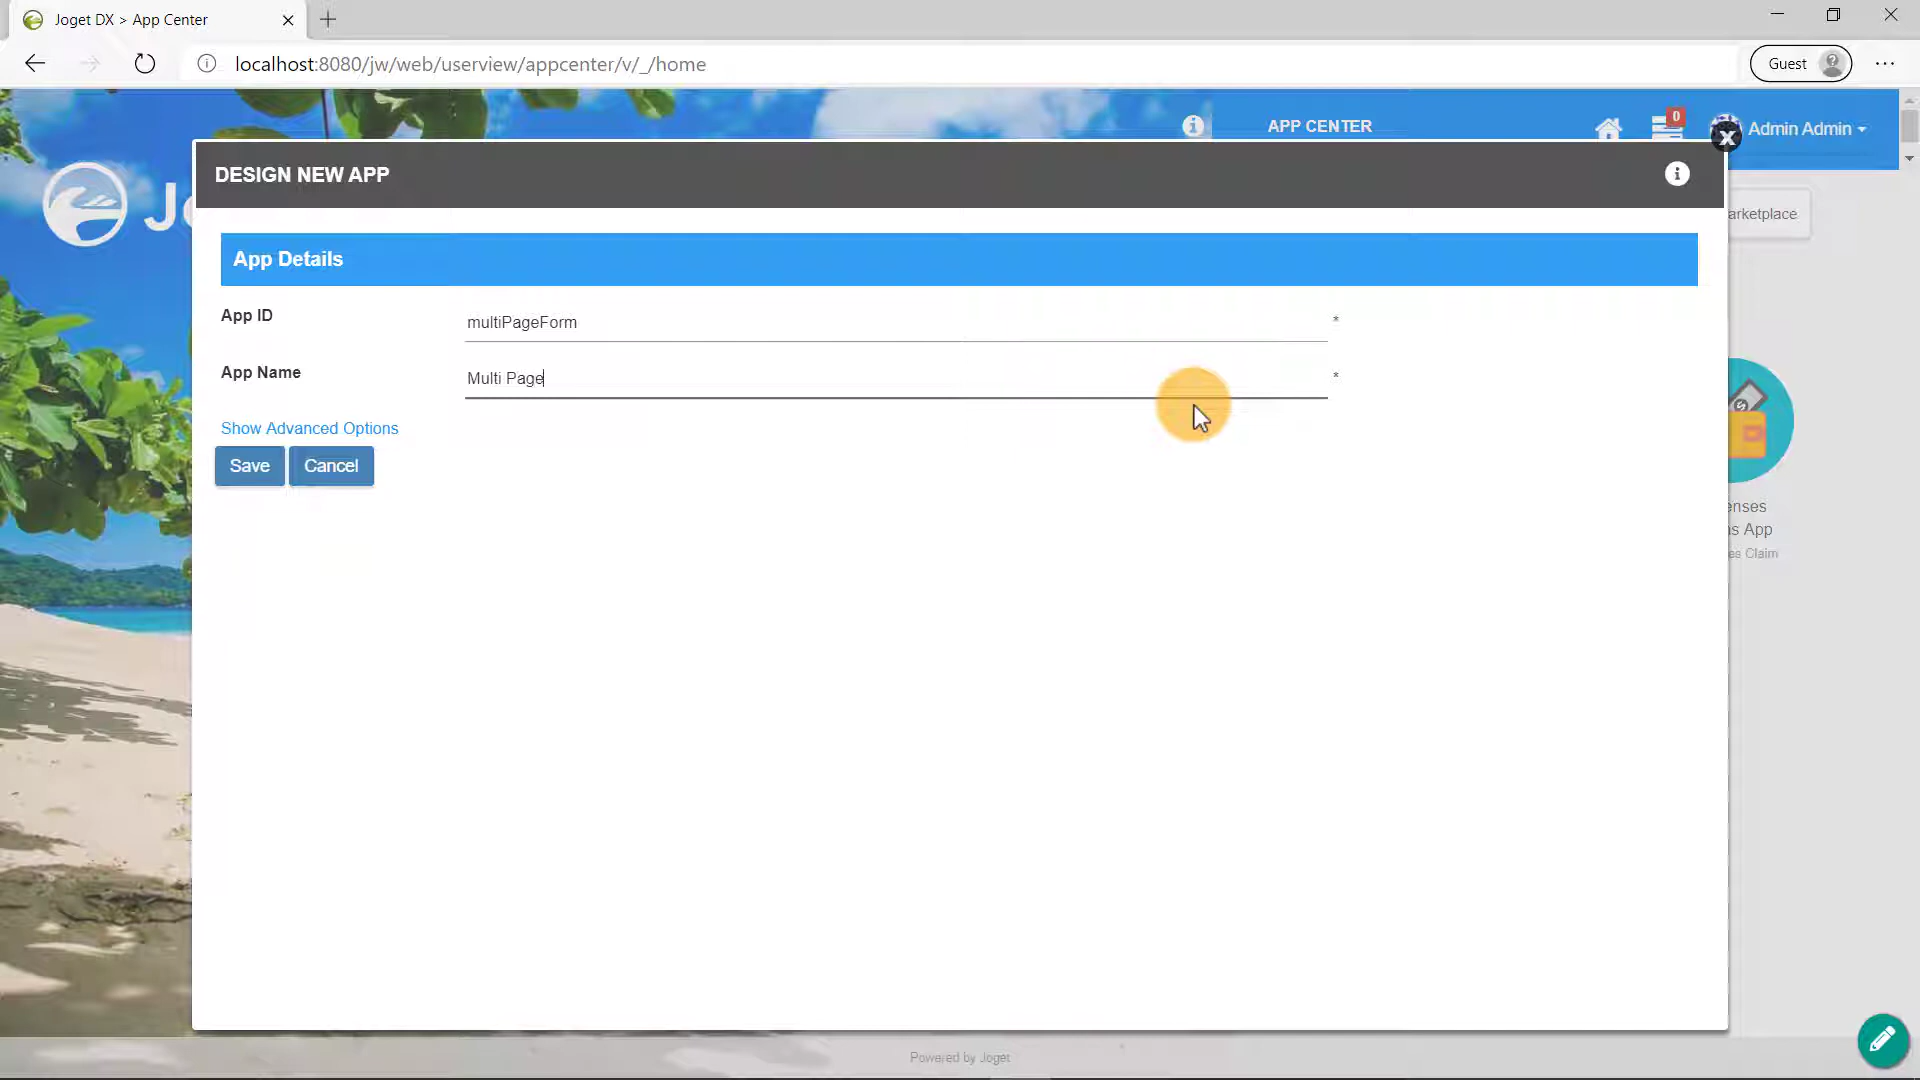 Joget DX > App Center
localhost:8080/jw/web/userview/appcenter/v/_/home
Guest
APP CENTER
0
Admin Admin
X
DESIGN NEW APP
arketplace
App Details
App ID
multiPageForm
*
App Name
Multi Page
*
Show Advanced Options
Save
Cancel
enses
s App
es Claim
Powered by Joget